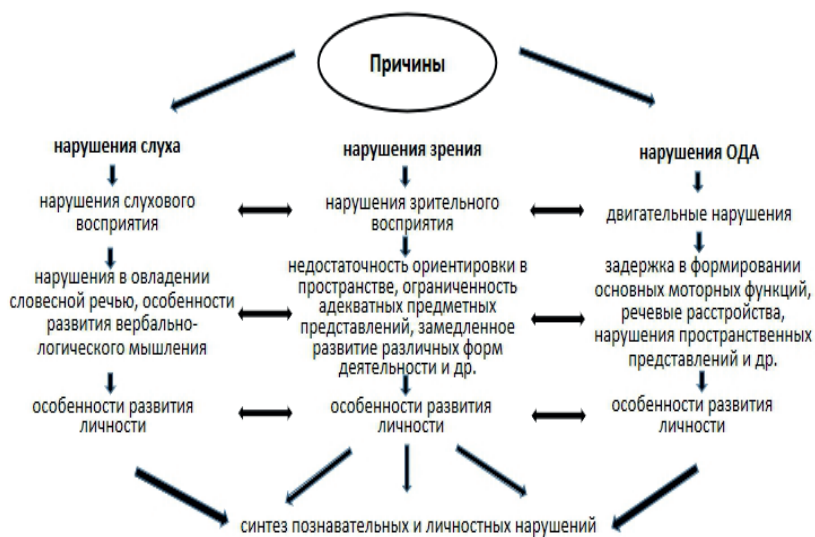 Причины
нарушения слуха
нарушения зрения
нарушения ОДА
нарушения слухового
восприятия
нарушения зрительного
восприятия
двигательные нарушения
нарушения в овладении
словесной речью, особенности
развития вербально-
логического мышления
недостаточность ориентировки в
пространстве, ограниченность
адекватных предметных
представлений, замедленное
развитие различных форм
деятельности и др.
задержка в формировании
основных моторных функций,
речевые расстройства,
нарушения пространственных
представлений и др.
особенности развития
личности
особенности развития
личности
особенности развития
личности
синтез познавательных и личностных нарушений